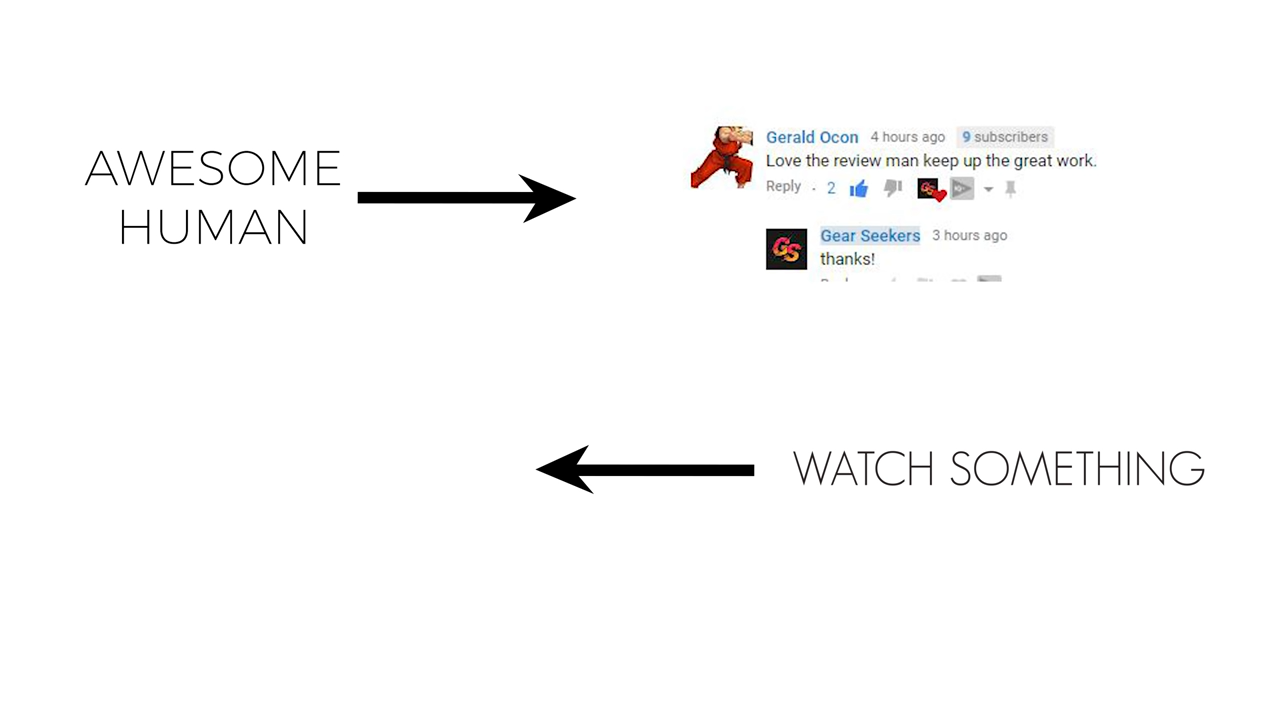 AWESOME
HUMAN
Gerald Ocon 4 hours ago 9 subscribers
Love the review man keep up the great work.
Reply · 2
GS
Gear Seekers 3 hours ago
thanks!
WATCH SOMETHING